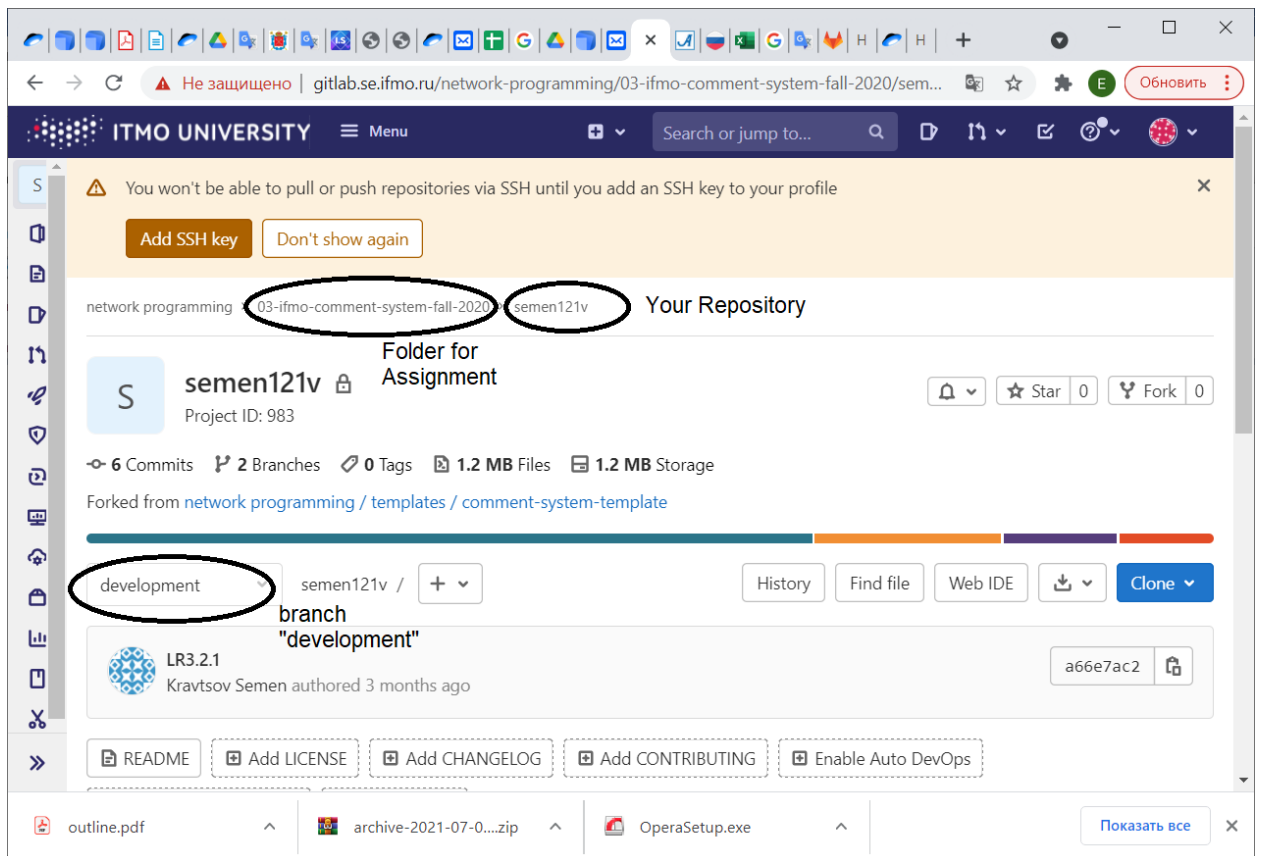 Не защищено | gitlab.se.ifmo.ru/network-programming/03-ifmo-comment-system-fall-2020/sem...
E
Обновить
ITMO UNIVERSITY
Menu
Search or jump to...
S
You won't be able to pull or push repositories via SSH until you add an SSH key to your profile
Add SSH key
Don't show again
network programming > 03-ifmo-comment-system-fall-2020 > semen121v
Your Repository
Folder for
Assignment
S
semen121v
Project ID: 983
Star 0
Fork 0
6 Commits
2 Branches
0 Tags
1.2 MB Files
1.2 MB Storage
Forked from network programming / templates / comment-system-template
development
semen121v /
History
Find file
Web IDE
Clone
branch
"development"
LR3.2.1
Kravtsov Semen authored 3 months ago
a66e7ac2
README
Add LICENSE
Add CHANGELOG
Add CONTRIBUTING
Enable Auto DevOps
outline.pdf
archive-2021-07-0....zip
OperaSetup.exe
Показать все